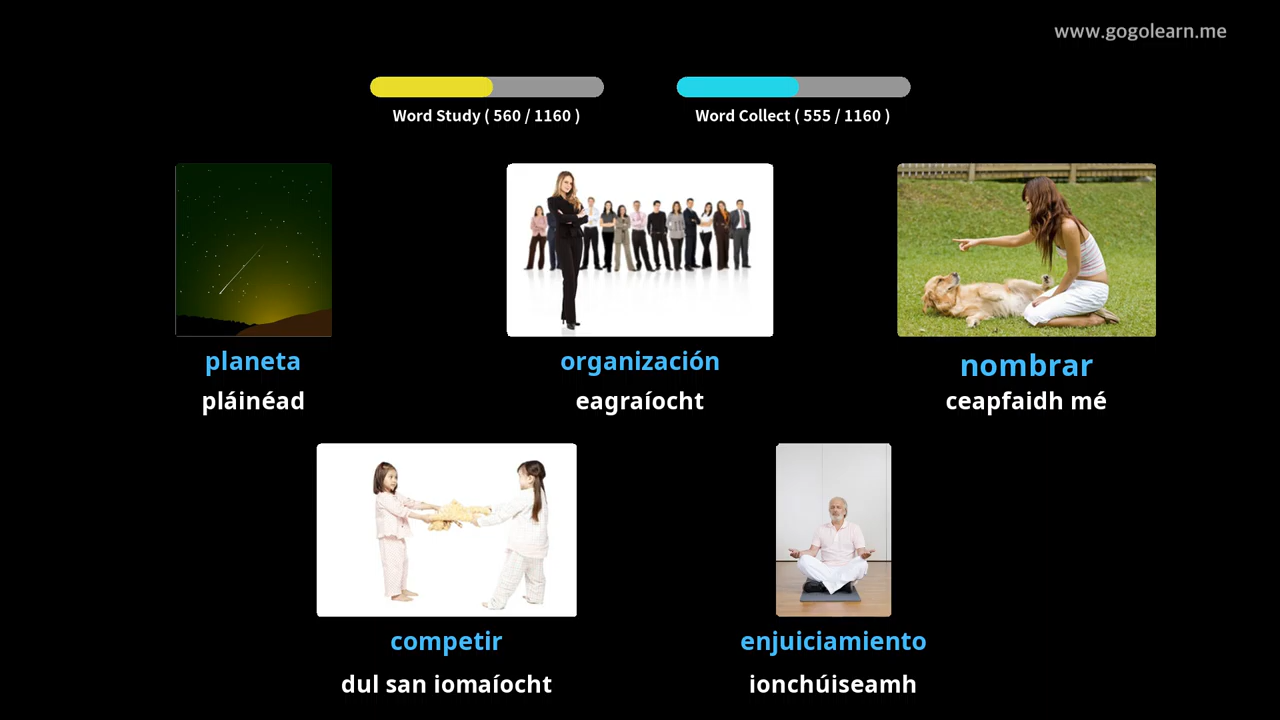 www.gogolearn.me
Word Study ( 560 / 1160 )
Word Collect ( 555 / 1160 )
planeta
pláinéad
organización
eagraíocht
nombrar
ceapfaidh mé
competir
dul san iomaíocht
enjuiciamiento
ionchúiseamh